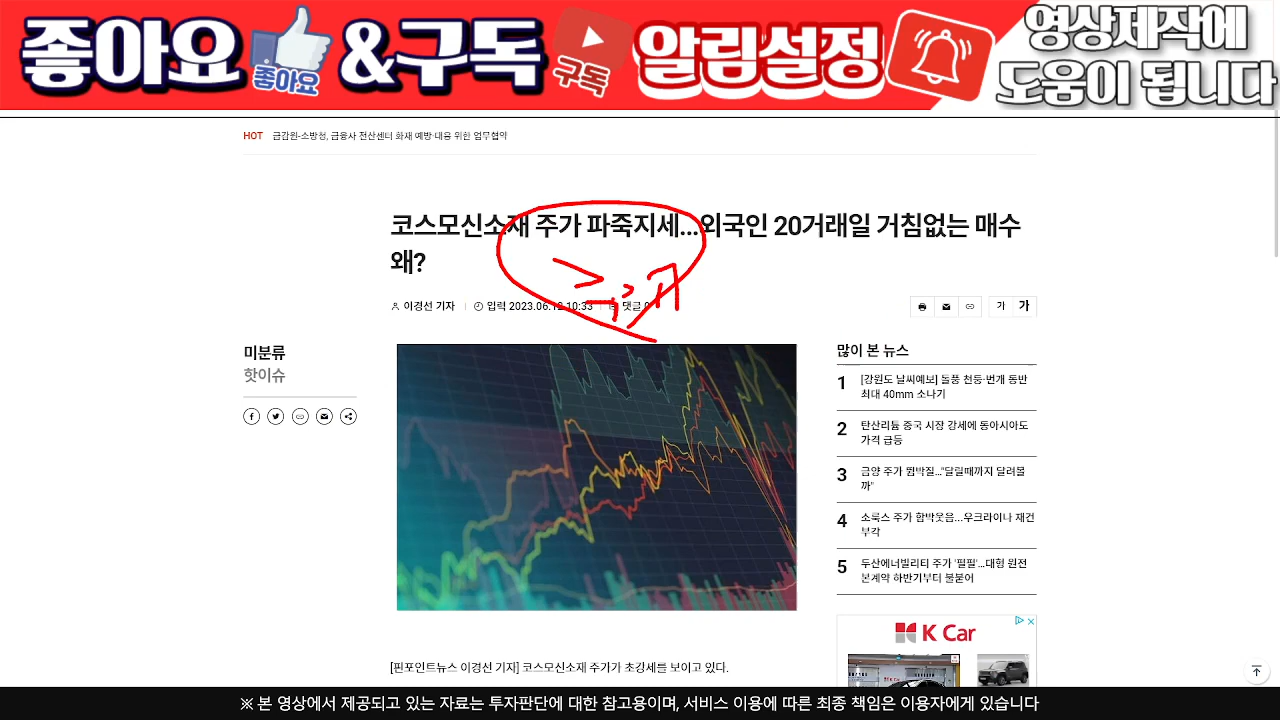 좋아요
좋아요
&구독
구독
알림설정
영상제작에
도움이 됩니다
HOT 금감원-소방청, 금융사 전산센터 화재 예방·대응 위한 업무협약
코스모신소재 주가 파죽지세...외국인 20거래일 거침없는 매수
왜?
이경선 기자 입력 2023.06.12 10:33 댓글
가 가
미분류
핫이슈
많이 본 뉴스
1 [강원도 날씨예보] 돌풍 천둥·번개 동반
최대 40mm 소나기
2 탄산리튬 중국 시장 강세에 동아시아도
가격 급등
3 금양 주가 뜀박질..."달릴때까지 달려볼
까"
4 소룩스 주가 함박웃음...우크라이나 재건
부각
5 두산에너빌리티 주가 '펄펄'...대형 원전
본계약 하반기부터 불붙어
K Car
[핀포인트뉴스 이경선 기자] 코스모신소재 주가가 초강세를 보이고 있다.
※ 본 영상에서 제공되고 있는 자료는 투자판단에 대한 참고용이며, 서비스 이용에 따른 최종 책임은 이용자에게 있습니다